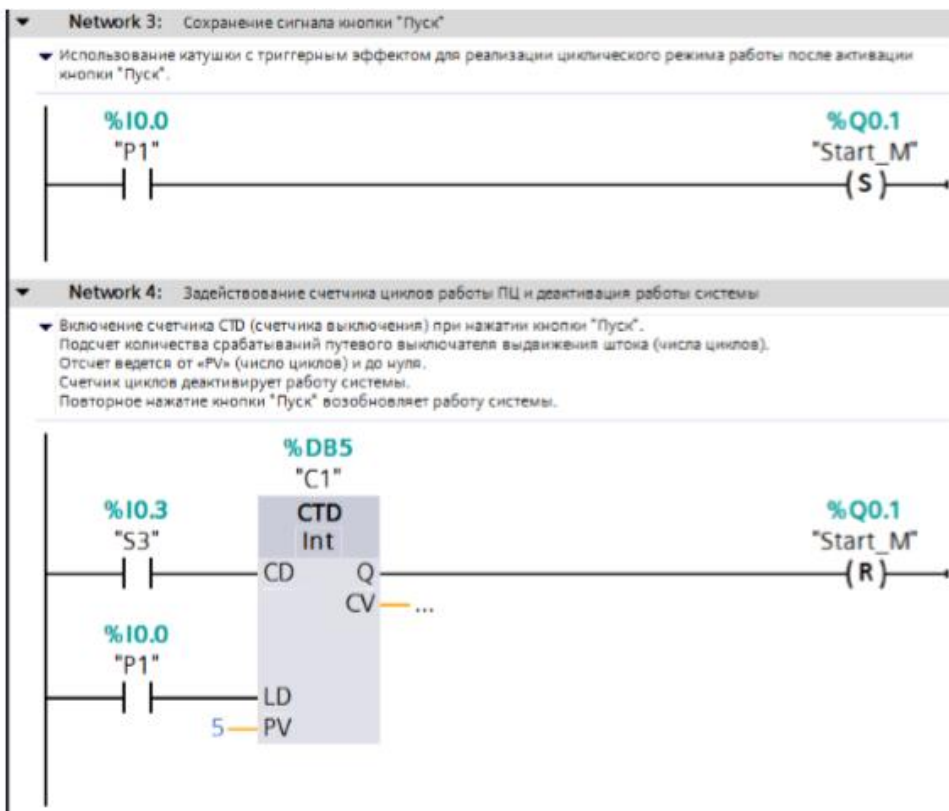 Network 3: Сохранение сигнала кнопки "Пуск"
Использование катушки с триггерным эффектом для реализации циклического режима работы после активации
кнопки "Пуск".
%I0.0
"P1"
%Q0.1
"Start_M"
( S )
Network 4: Задействование счетчика циклов работы ПЦ и деактивация работы системы
Включение счетчика CTD (счетчика выключения) при нажатии кнопки "Пуск".
Подсчет количества срабатываний путевого выключателя выдвижения штока (числа циклов).
Отсчет ведется от «PV» (число циклов) и до нуля.
Счетчик циклов деактивирует работу системы.
Повторное нажатие кнопки "Пуск" возобновляет работу системы.
%DB5
"C1"
%I0.3
"S3"
CTD
Int
%Q0.1
"Start_M"
CD Q
( R )
CV ...
%I0.0
"P1"
LD
5 PV